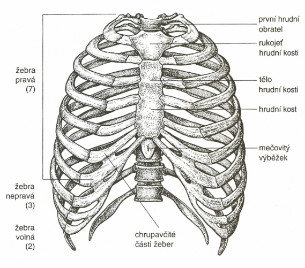 první hrudní
obratel
rukojeť
hrudní kosti
žebra
pravá
(7)
tělo
hrudní kosti
hrudní kost
mečovitý
výběžek
žebra
nepravá
(3)
žebra
volná
(2)
chrupavčité
části žeber